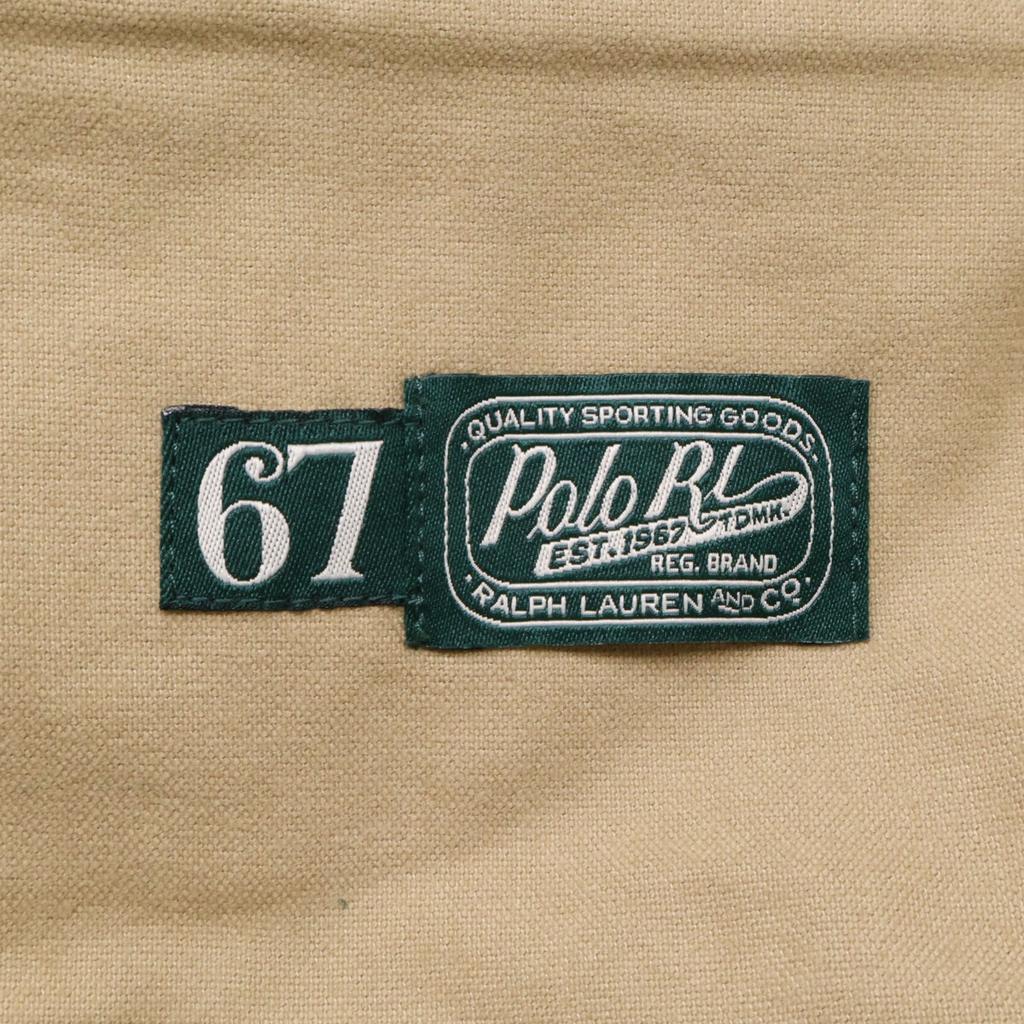 67
·QUALITY SPORTING GOODS·
Polo RL
EST. 1967 TDMK.
REG. BRAND
·RALPH LAUREN AND CO.·